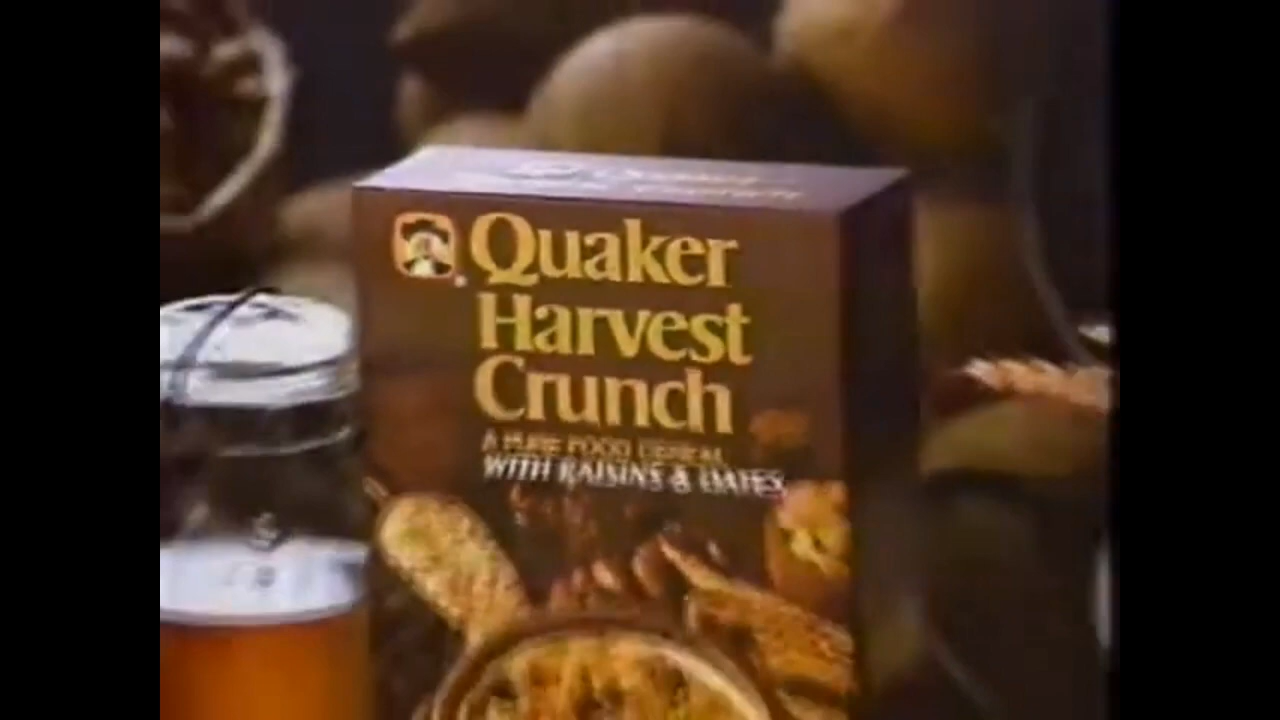 Quaker
Harvest
Crunch
A PURE FOOD CEREAL
WITH RAISINS & DATES